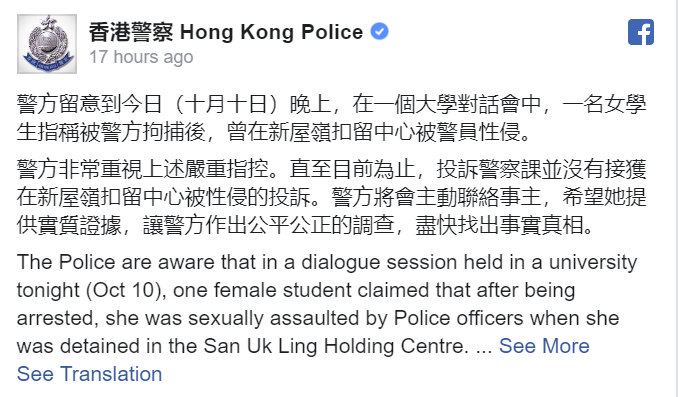 香港警察 Hong Kong Police
17 hours ago
警方留意到今日（十月十日）晚上，在一個大學對話會中，一名女學
生指稱被警方拘捕後，曾在新屋嶺扣留中心被警員性侵。
警方非常重視上述嚴重指控。直至目前為止，投訴警察課並沒有接獲
在新屋嶺扣留中心被性侵的投訴。警方將會主動聯絡事主，希望她提
供實質證據，讓警方作出公平公正的調查，盡快找出事實真相。
The Police are aware that in a dialogue session held in a university
tonight (Oct 10), one female student claimed that after being
arrested, she was sexually assaulted by Police officers when she
was detained in the San Uk Ling Holding Centre. ... See More
See Translation